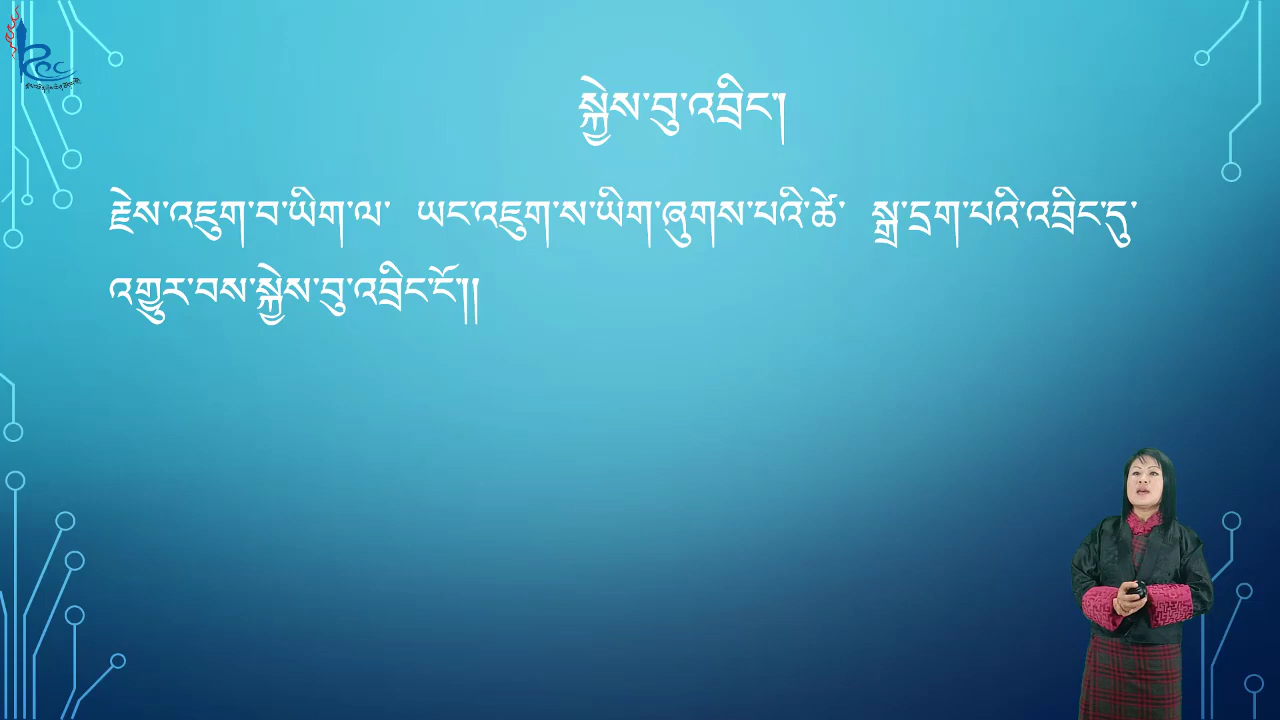 སྐྱེས་བུ་འབྲིང་།
རྗེས་འཇུག་བ་ཡིག་ལ་ ཡང་འཇུག་ས་ཡིག་ཞུགས་པའི་ཚེ་ སྒྲ་དྲག་པའི་འབྲིང་དུ་
འགྱུར་བས་སྐྱེས་བུ་འབྲིང་ངོ་།།